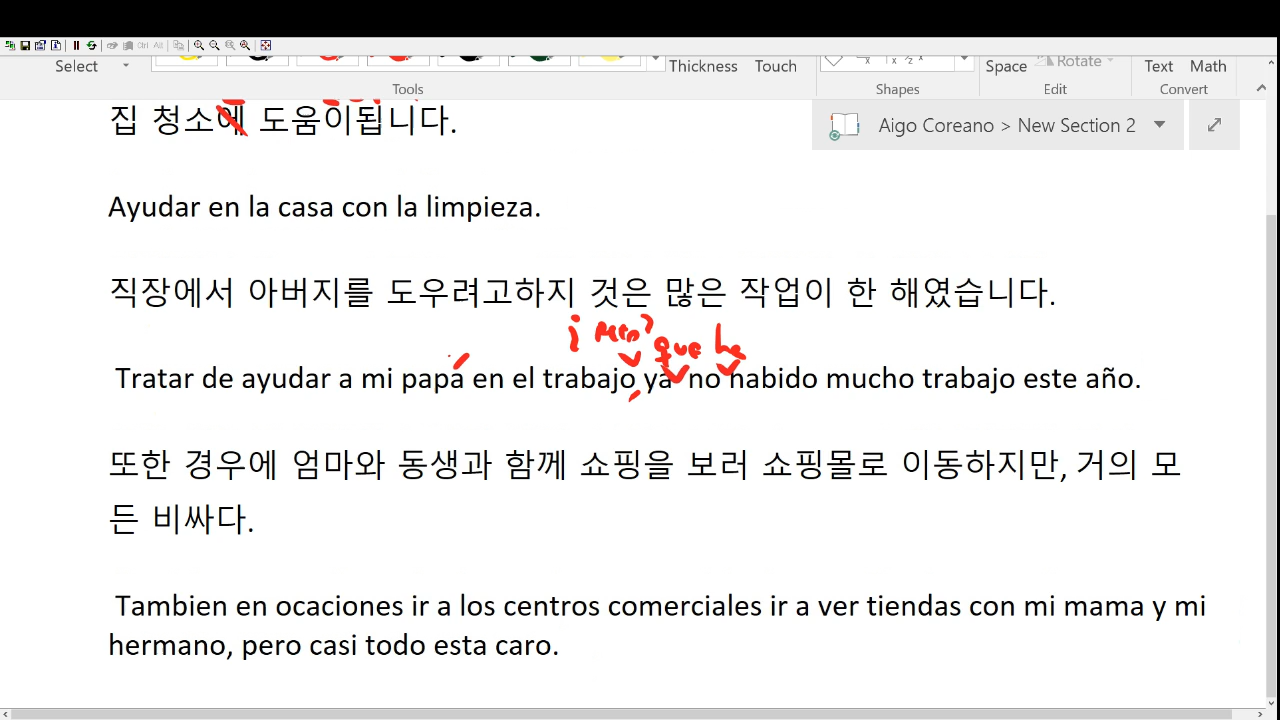 Ctrl Alt
Select
Thickness
Touch
Space
Rotate
Text
Math
Tools
Shapes
Edit
Convert
집 청소에 도움이됩니다.
Aigo Coreano > New Section 2
Ayudar en la casa con la limpieza.
직장에서 아버지를 도우려고하지 것은 많은 작업이 한 해였습니다.
que
Tratar de ayudar a mi papá en el trabajo, ya no habido mucho trabajo este año.
또한 경우에 엄마와 동생과 함께 쇼핑을 보러 쇼핑몰로 이동하지만, 거의 모
든 비싸다.
Tambien en ocaciones ir a los centros comerciales ir a ver tiendas con mi mama y mi
hermano, pero casi todo esta caro.